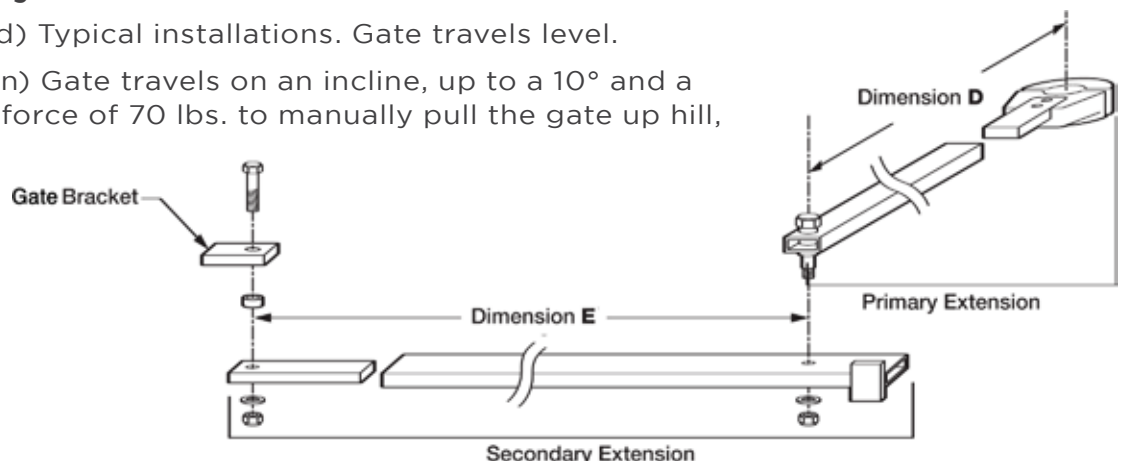 d) Typical installations. Gate travels level.
n) Gate travels on an incline, up to a 10° and a
force of 70 lbs. to manually pull the gate up hill,
Dimension D
Gate Bracket
Dimension E
Primary Extension
Secondary Extension